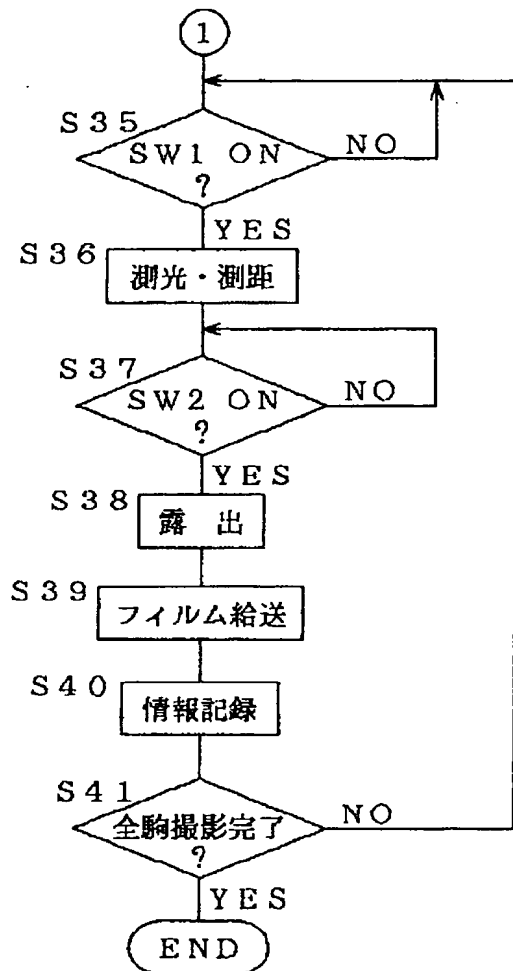 1
S35
SW1 ON
?
NO
YES
S36
測光・測距
S37
SW2 ON
?
NO
YES
S38
露 出
S39
フィルム給送
S40
情報記録
S41
全駒撮影完了
?
NO
YES
END